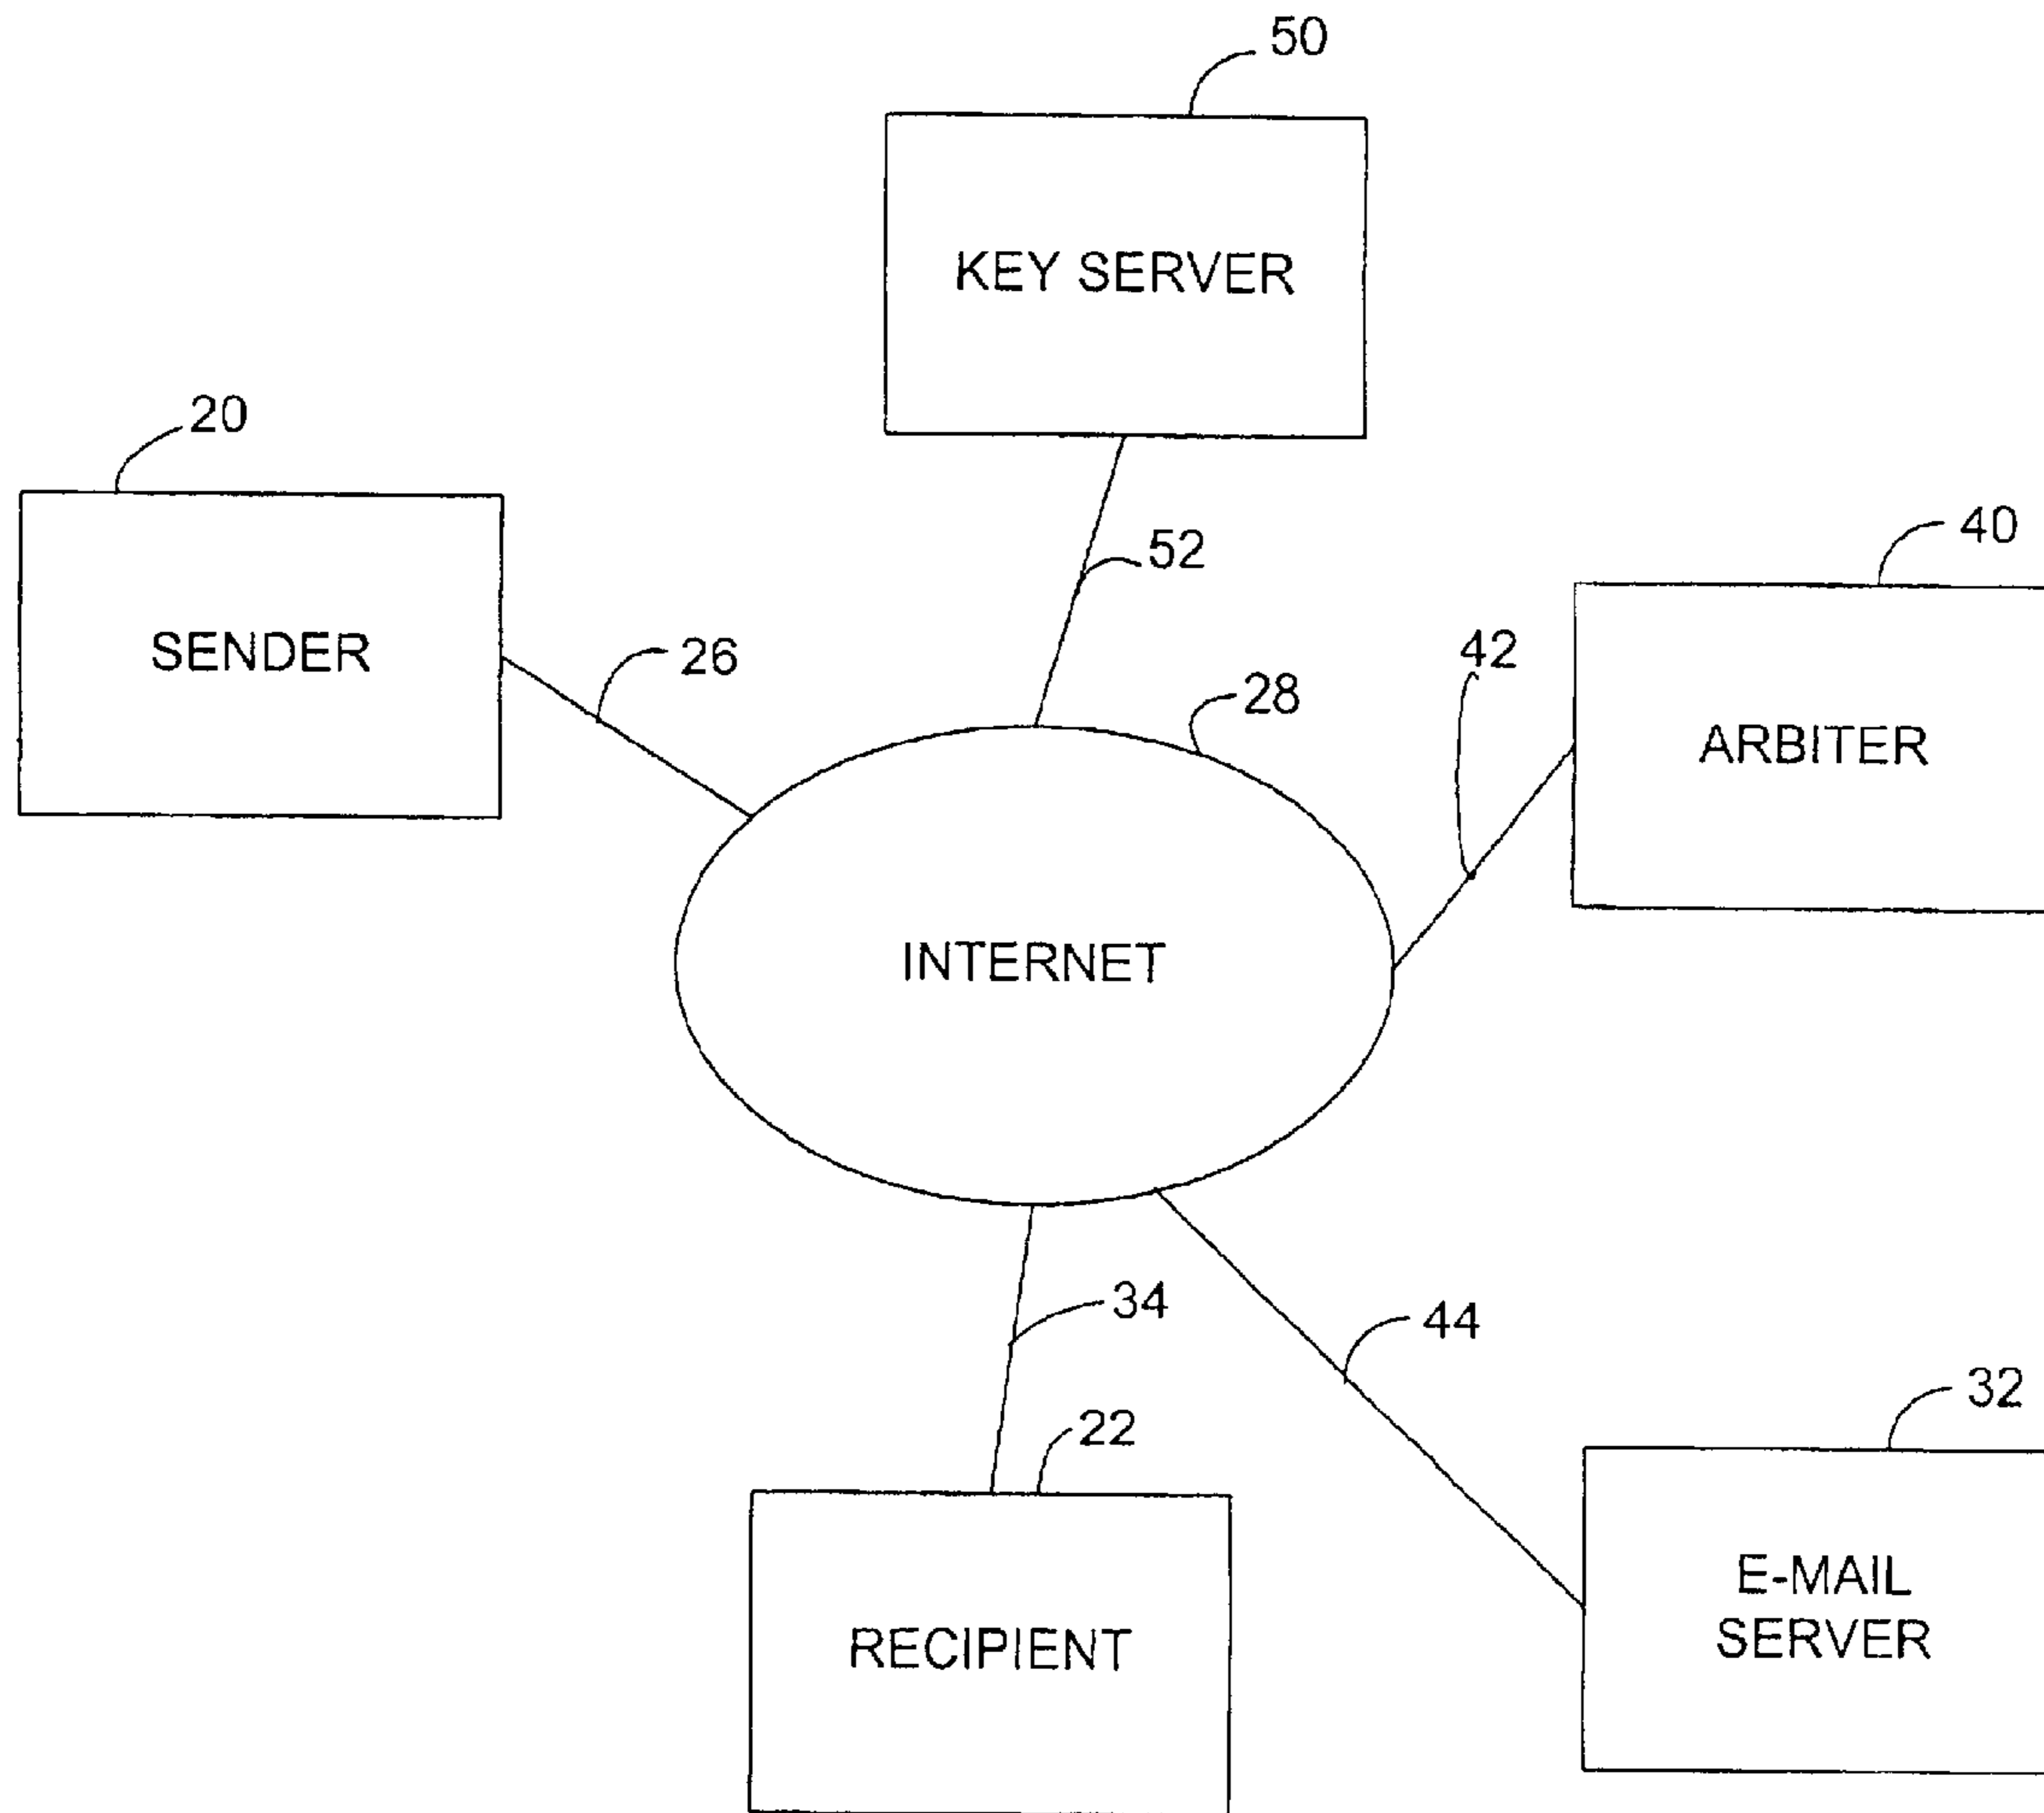 50
KEY SERVER
20
52
40
SENDER
26
42
28
ARBITER
INTERNET
34
44
22
32
E-MAIL
SERVER
RECIPIENT